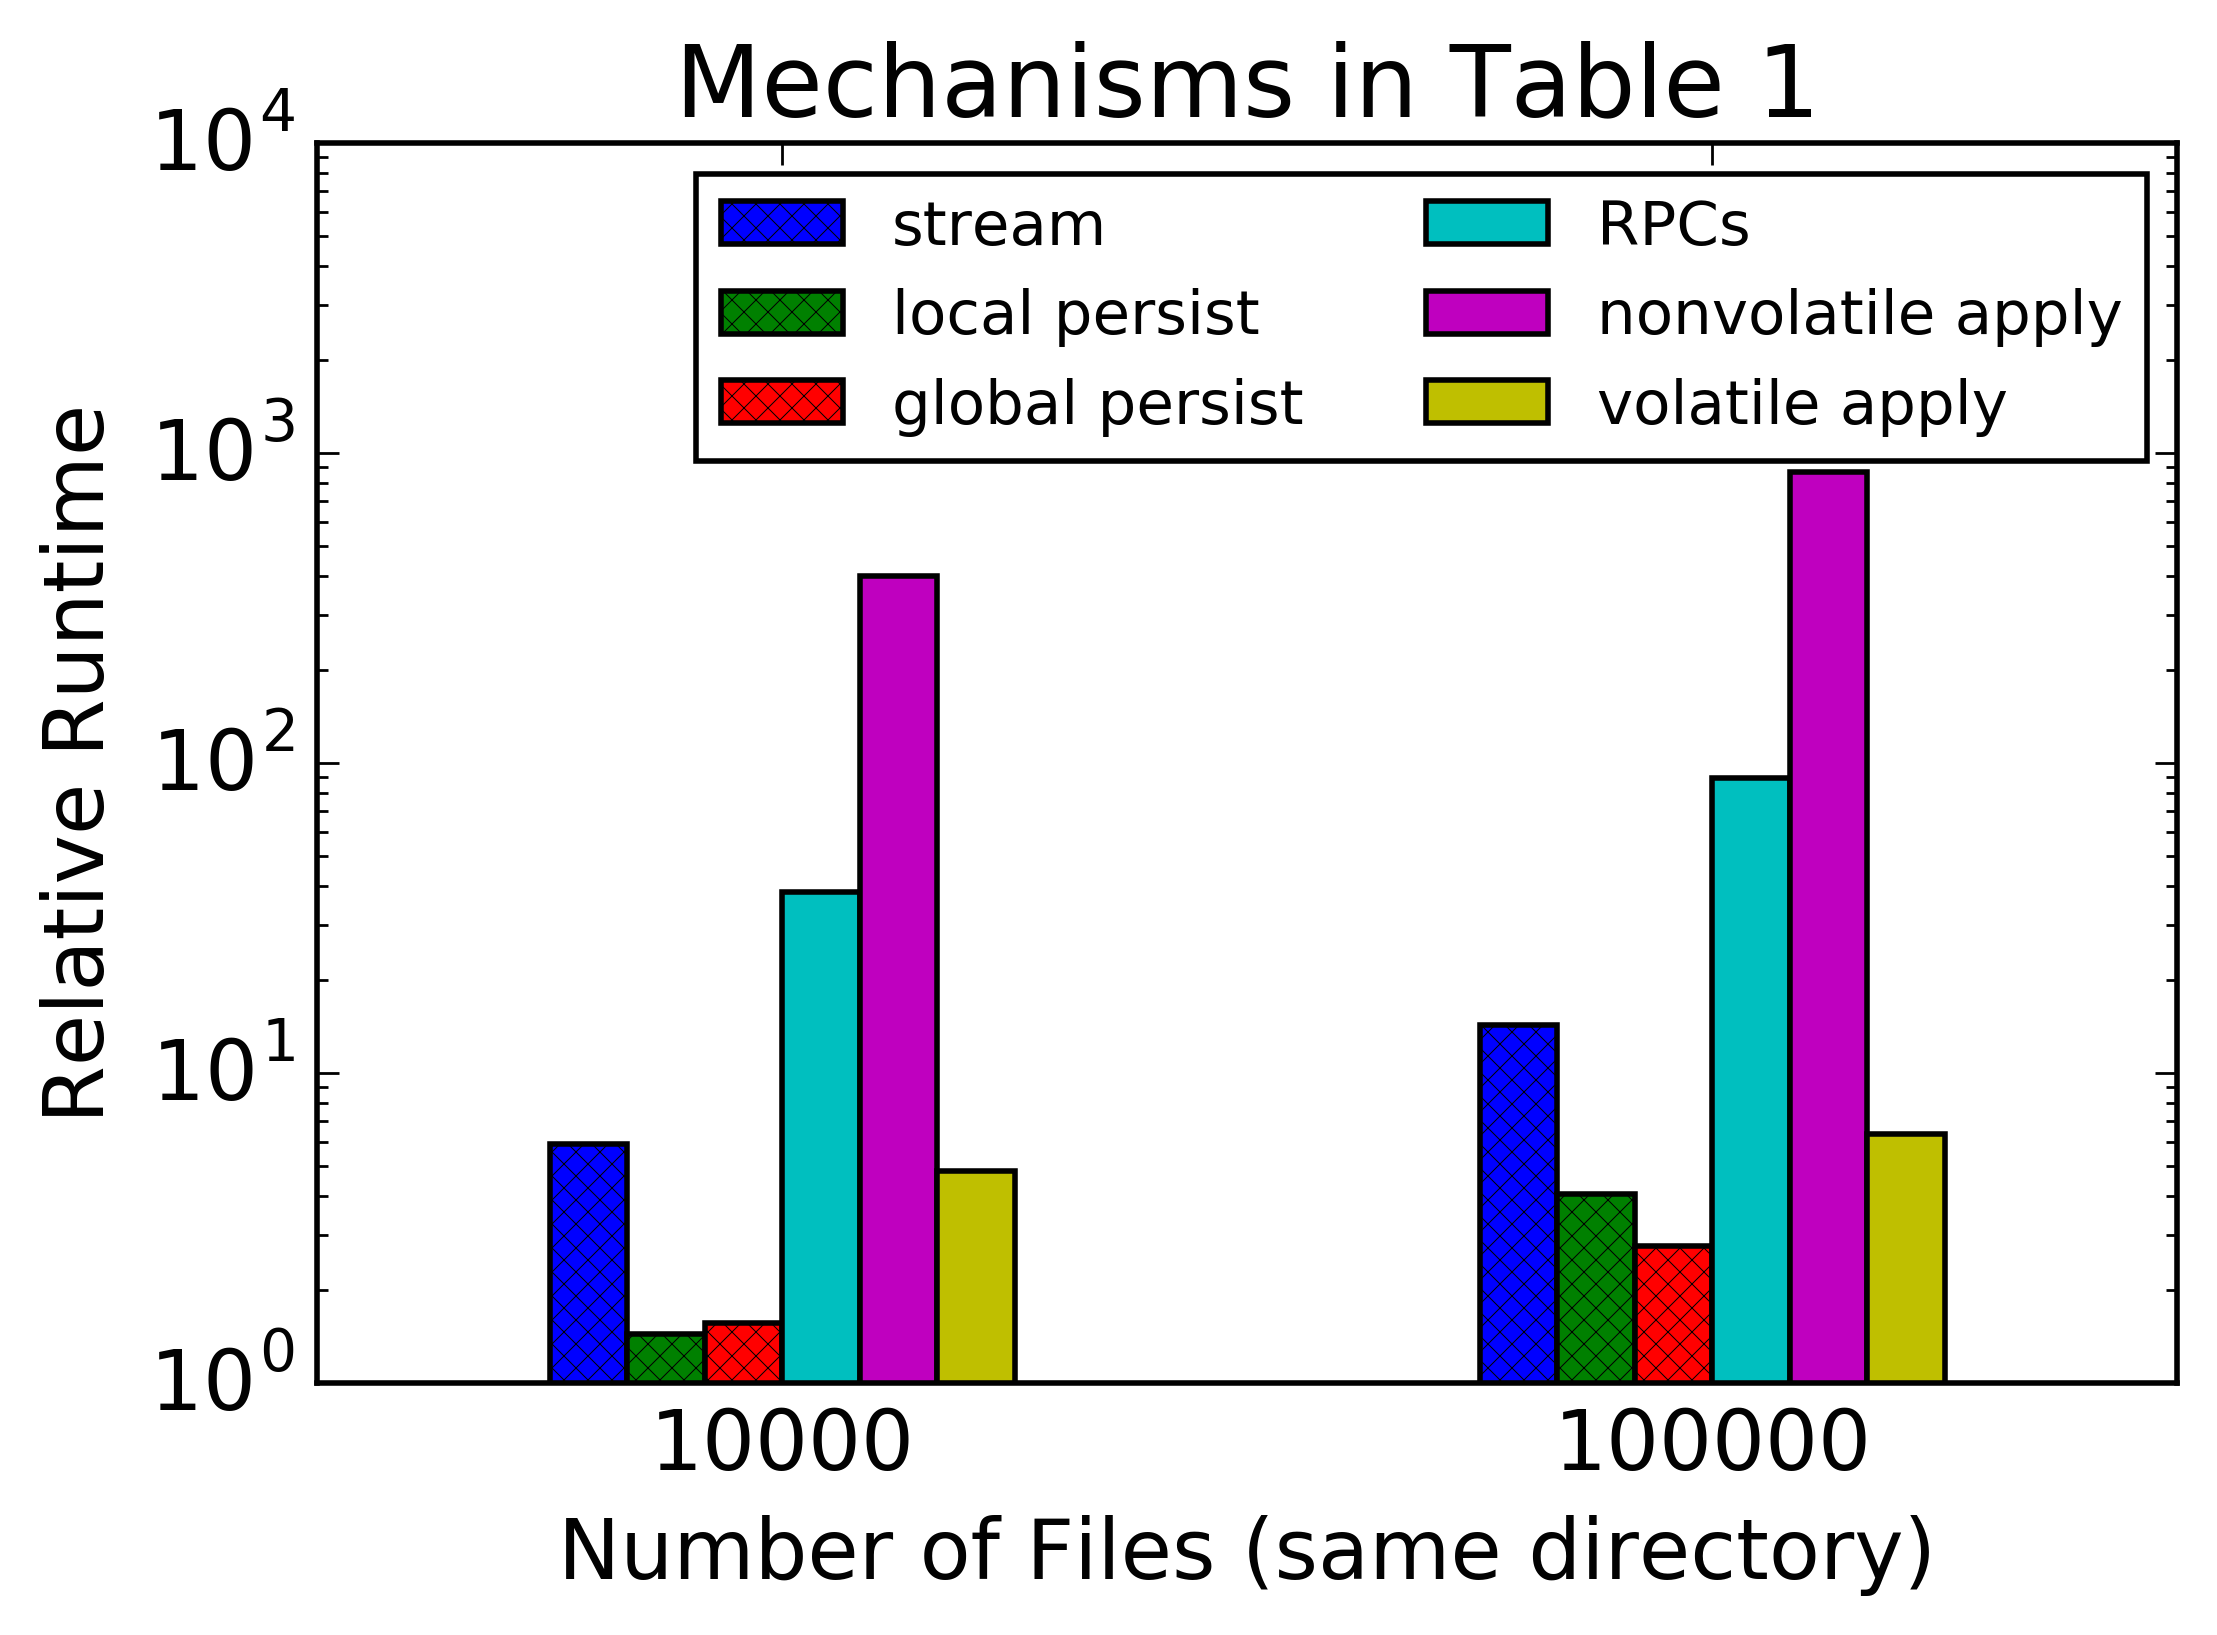 Mechanisms in Table 1
10^4
10^3
10^2
10^1
10^0
Relative Runtime
stream
local persist
global persist
RPCs
nonvolatile apply
volatile apply
10000
100000
Number of Files (same directory)